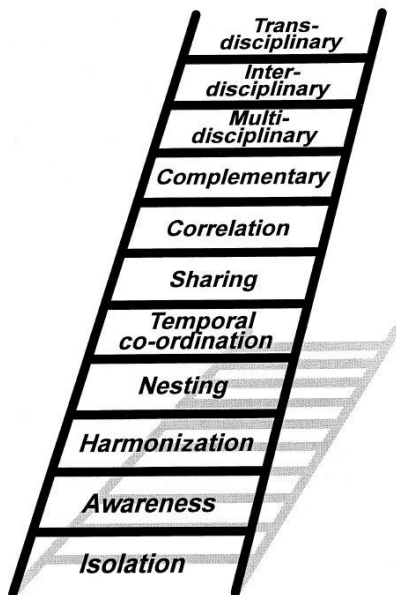 Trans-
disciplinary
Inter-
disciplinary
Multi-
disciplinary
Complementary
Correlation
Sharing
Temporal
co-ordination
Nesting
Harmonization
Awareness
Isolation